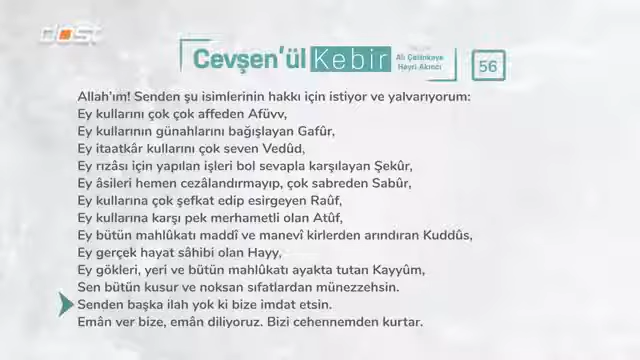 dost
Cevşen'ül Kebir
Ali Çetinkaya
Hayri Akıncı
56
Allah'ım! Senden şu isimlerinin hakkı için istiyor ve yalvarıyorum:
Ey kullarını çok çok affeden Afüvv,
Ey kullarının günahlarını bağışlayan Gafûr,
Ey itaatkâr kullarını çok seven Vedûd,
Ey rızâsı için yapılan işleri bol sevapla karşılayan Şekûr,
Ey âsileri hemen cezâlandırmayıp, çok sabreden Sabûr,
Ey kullarına çok şefkat edip esirgeyen Raûf,
Ey kullarına karşı pek merhametli olan Atûf,
Ey bütün mahlûkatı maddî ve manevî kirlerden arındıran Kuddûs,
Ey gerçek hayat sâhibi olan Hayy,
Ey gökleri, yeri ve bütün mahlûkatı ayakta tutan Kayyûm,
Sen bütün kusur ve noksan sıfatlardan münezzehsin.
Senden başka ilah yok ki bize imdat etsin.
Emân ver bize, emân diliyoruz. Bizi cehennemden kurtar.